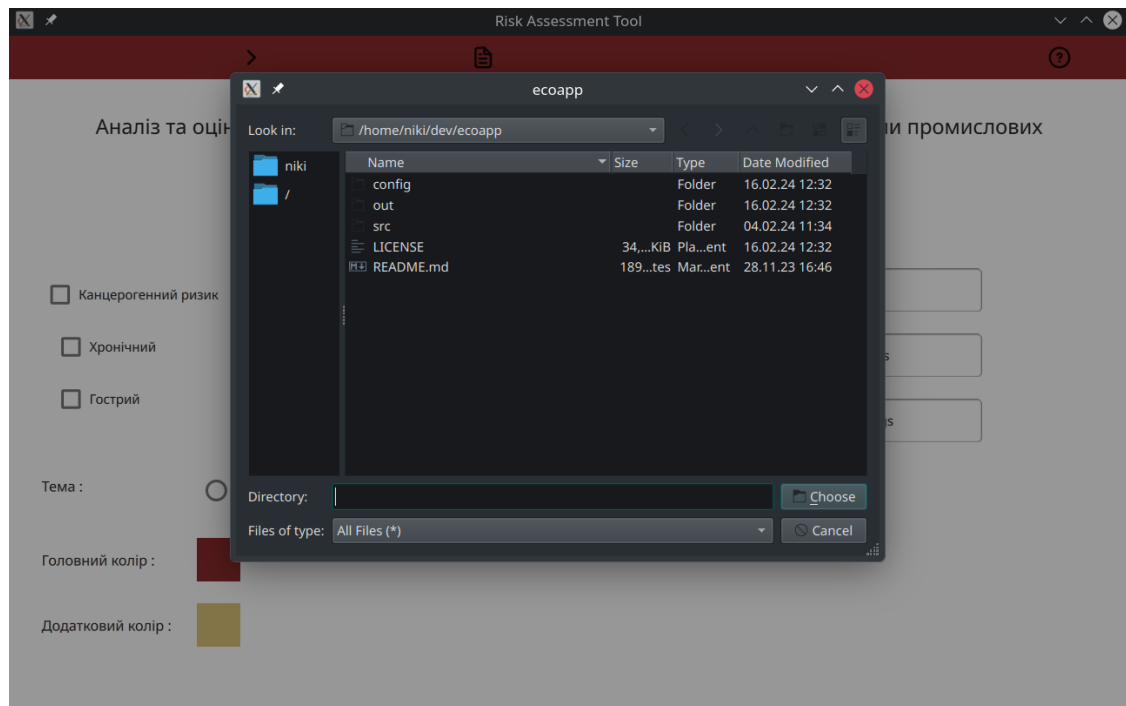 Risk Assessment Tool
ecoapp
Аналіз та оцін
ли промислових
Look in:
/home/niki/dev/ecoapp
niki
/
Name Size Type Date Modified
config Folder 16.02.24 12:32
out Folder 16.02.24 12:32
src Folder 04.02.24 11:34
LICENSE 34,...KiB Pla...ent 16.02.24 12:32
README.md 189...tes Mar...ent 28.11.23 16:46
Канцерогенний ризик
Хронічний
s
Гострий
gs
Тема :
Directory:
Choose
Files of type: All Files (*)
Cancel
Головний колір :
Додатковий колір :